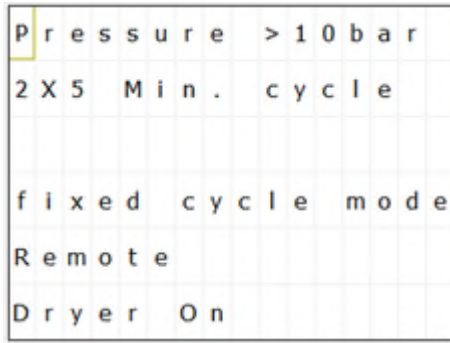 Pressure >10bar
2X5 Min. cycle
fixed cycle mode
Remote
Dryer On